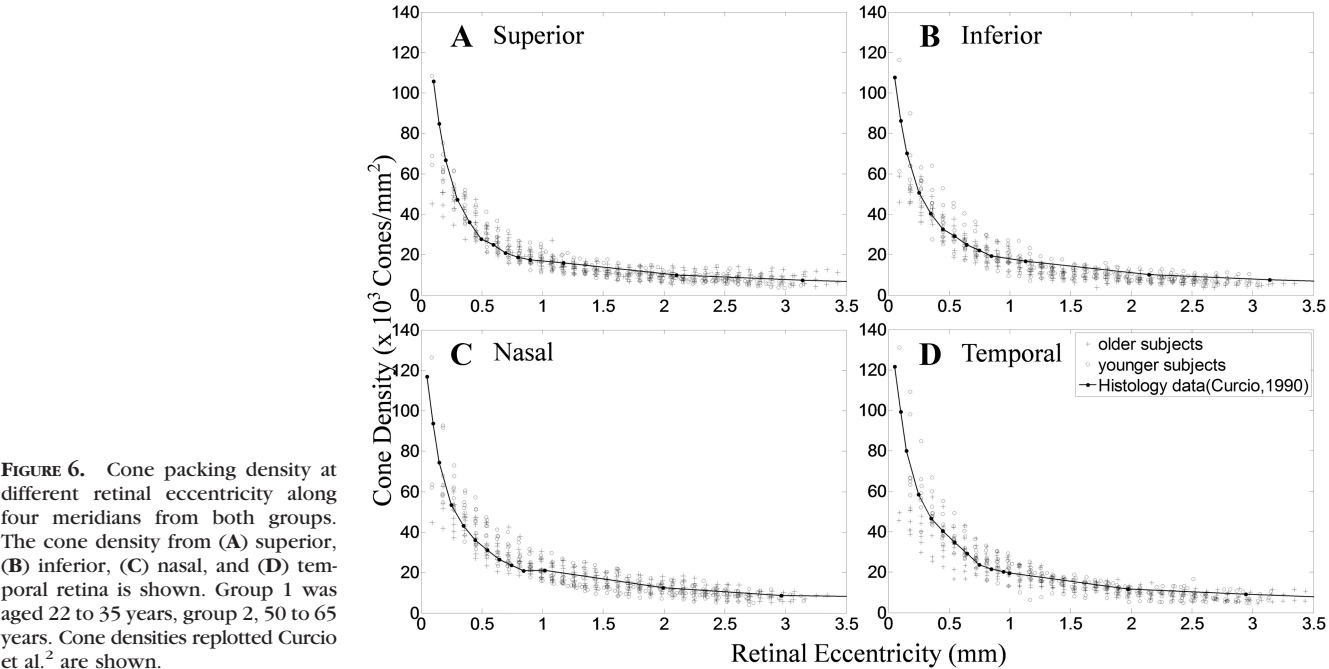 FIGURE 6. Cone packing density at
different retinal eccentricity along
four meridians from both groups.
The cone density from (A) superior,
(B) inferior, (C) nasal, and (D) tem-
poral retina is shown. Group 1 was
aged 22 to 35 years, group 2, 50 to 65
years. Cone densities replotted Curcio
et al.2 are shown.
Cone Density (x 10³ Cones/mm²)
A Superior
140
120
100
80
60
40
20
0
0 0.5 1 1.5 2 2.5 3 3.5
B Inferior
140
120
100
80
60
40
20
0
0 0.5 1 1.5 2 2.5 3 3.5
C Nasal
140
120
100
80
60
40
20
0
0 0.5 1 1.5 2 2.5 3 3.5
D Temporal
140
120
100
80
60
40
20
0
0 0.5 1 1.5 2 2.5 3 3.5
older subjects
younger subjects
Histology data(Curcio,1990)
Retinal Eccentricity (mm)